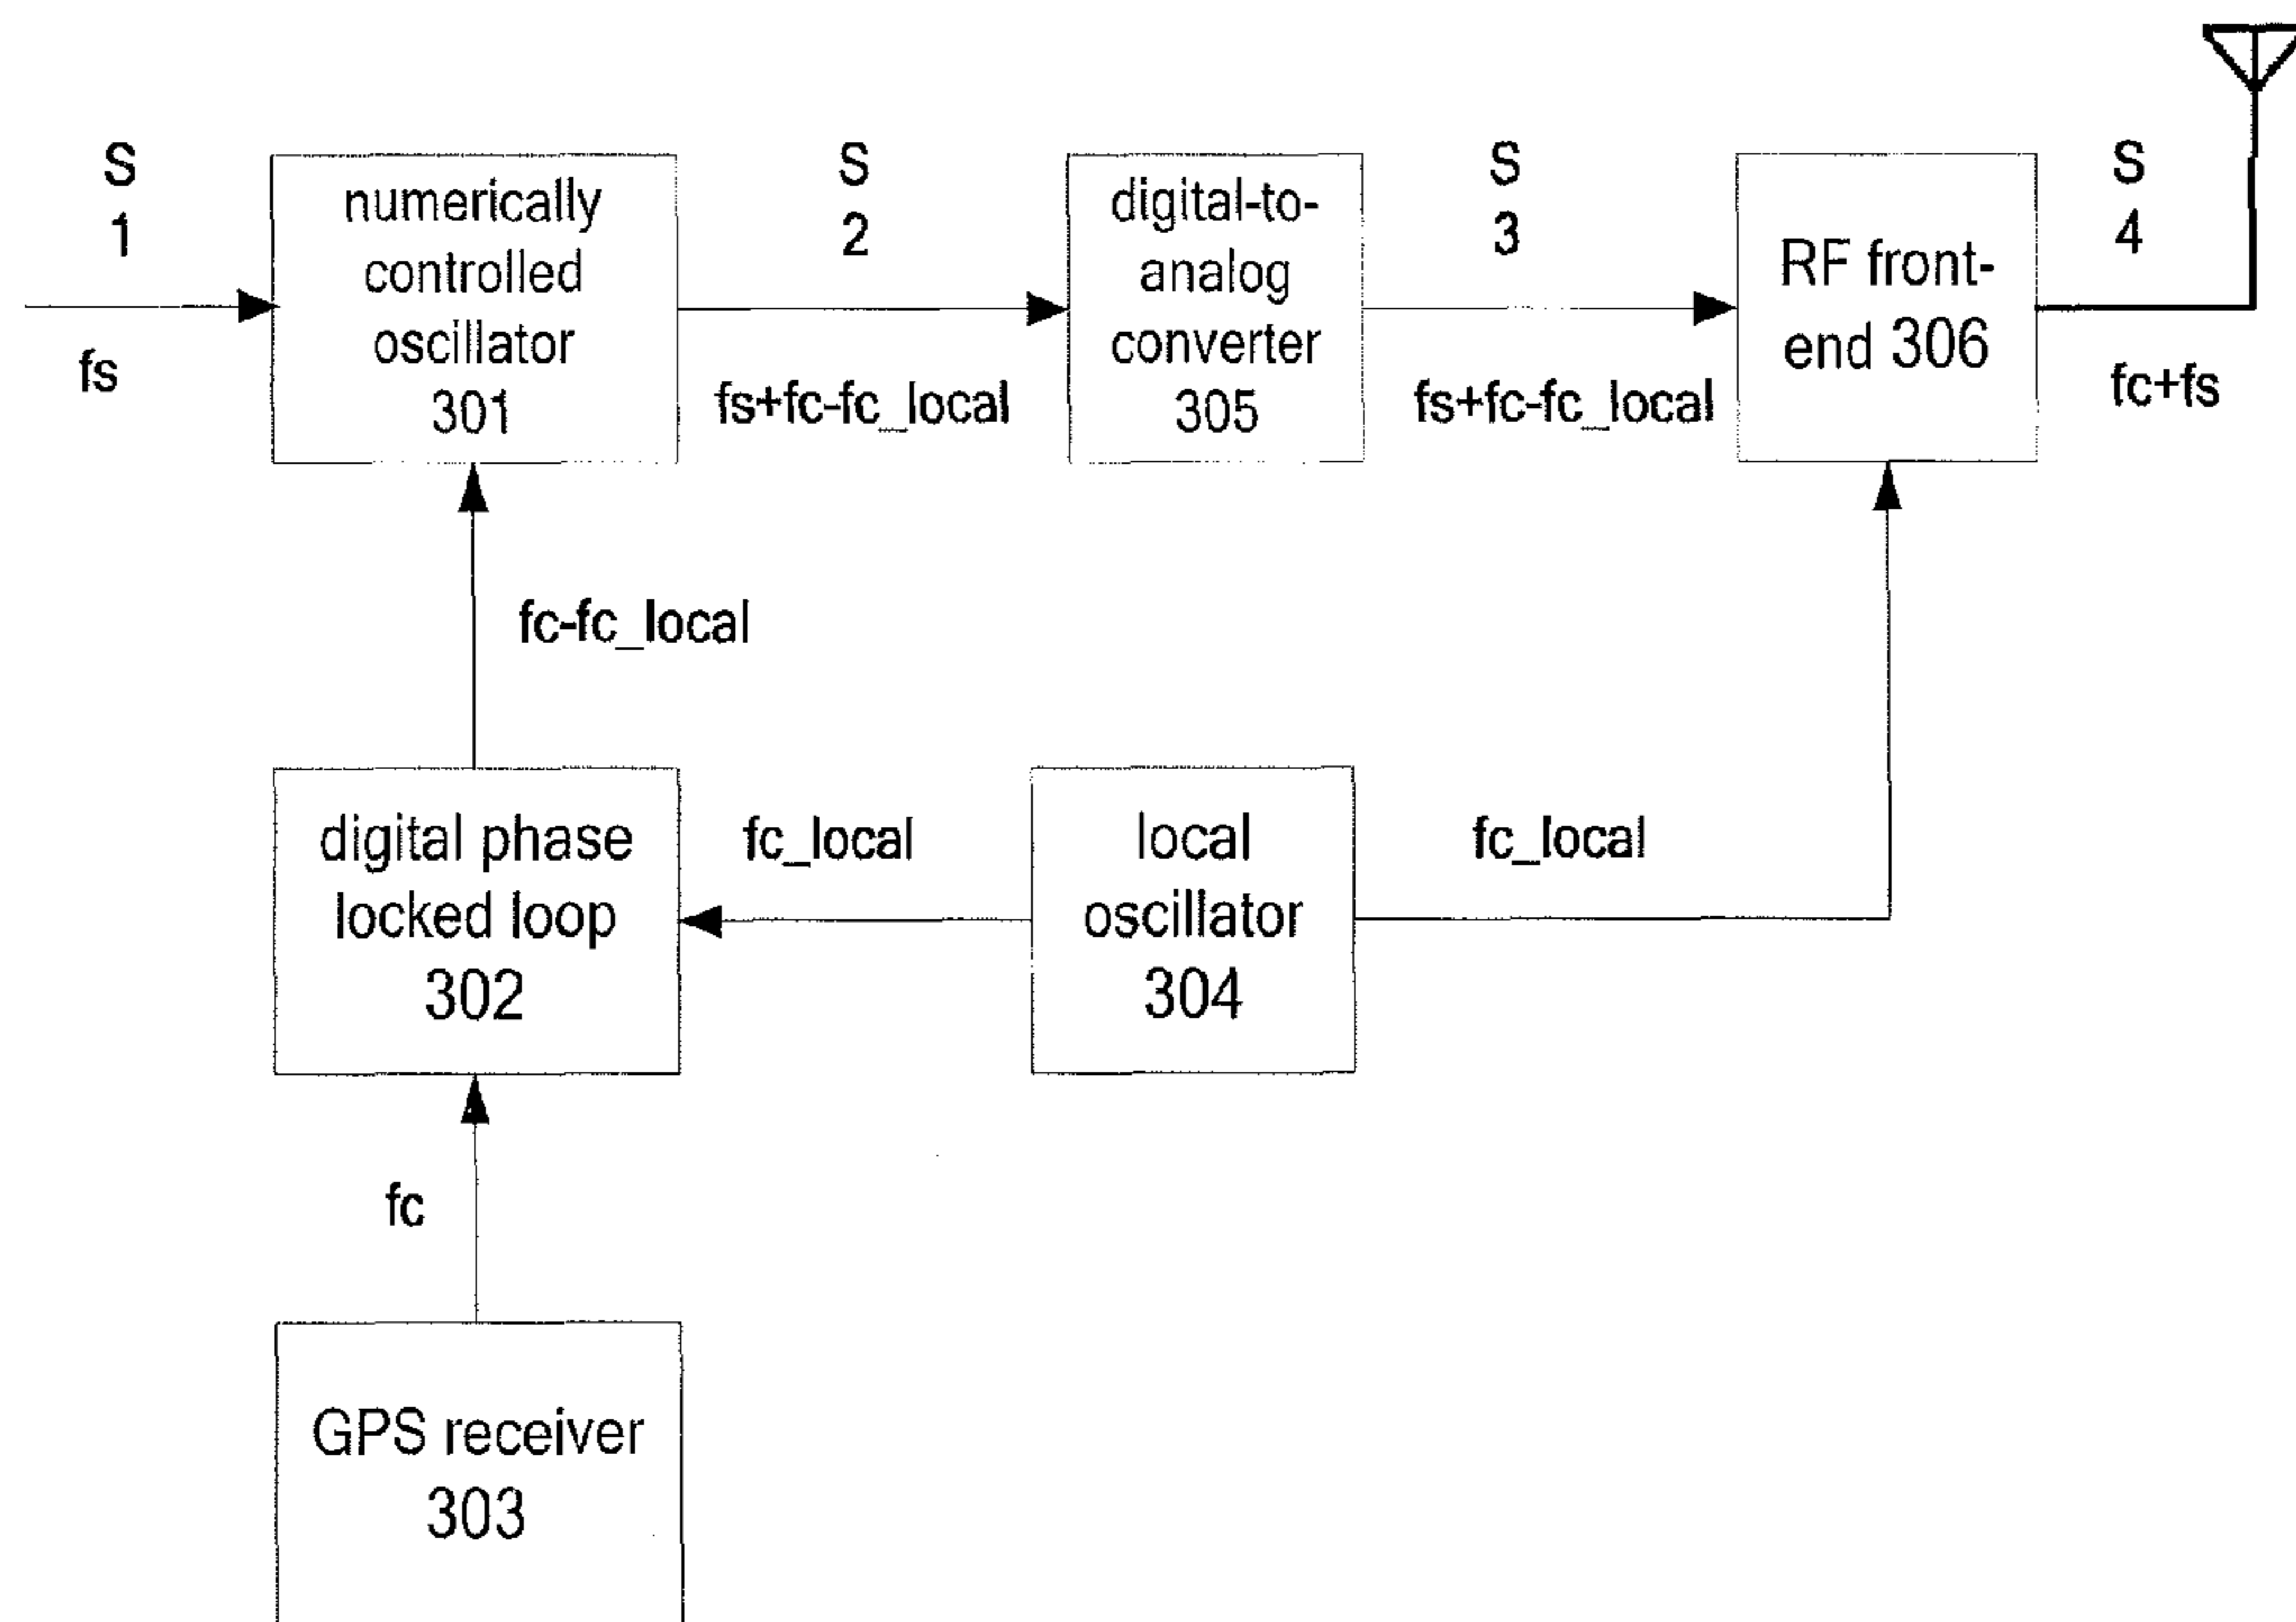 S
1
fs
numerically
controlled
oscillator
301
S
2
fs+fc-fc_local
digital-to-
analog
converter
305
S
3
fs+fc-fc_local
RF front-
end 306
S
4
fc+fs
fc-fc_local
digital phase
locked loop
302
fc_local
local
oscillator
304
fc_local
fc
GPS receiver
303